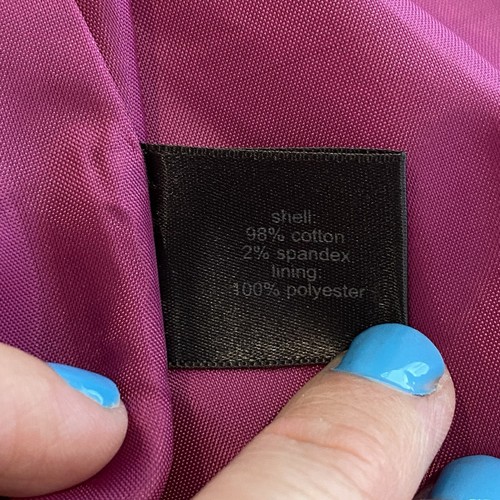 shell:
98% cotton
2% spandex
lining:
100% polyester